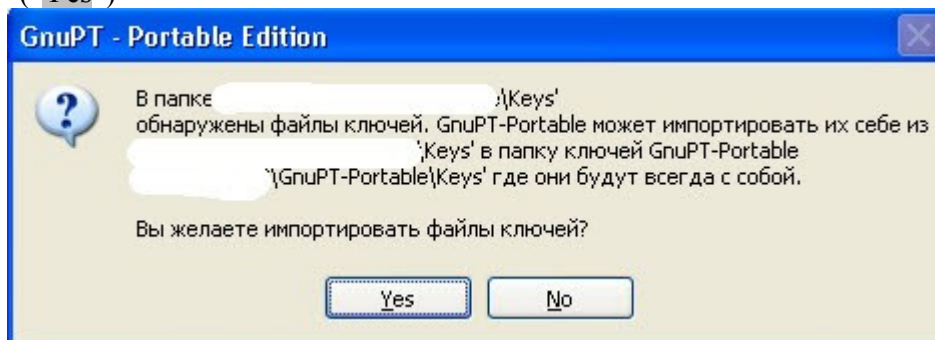 ("Yes")
GnuPT - Portable Edition
В папке \Keys'
обнаружены файлы ключей. GnuPT-Portable может импортировать их себе из
\Keys' в папку ключей GnuPT-Portable
\GnuPT-Portable\Keys' где они будут всегда с собой.
Вы желаете импортировать файлы ключей?
Yes No